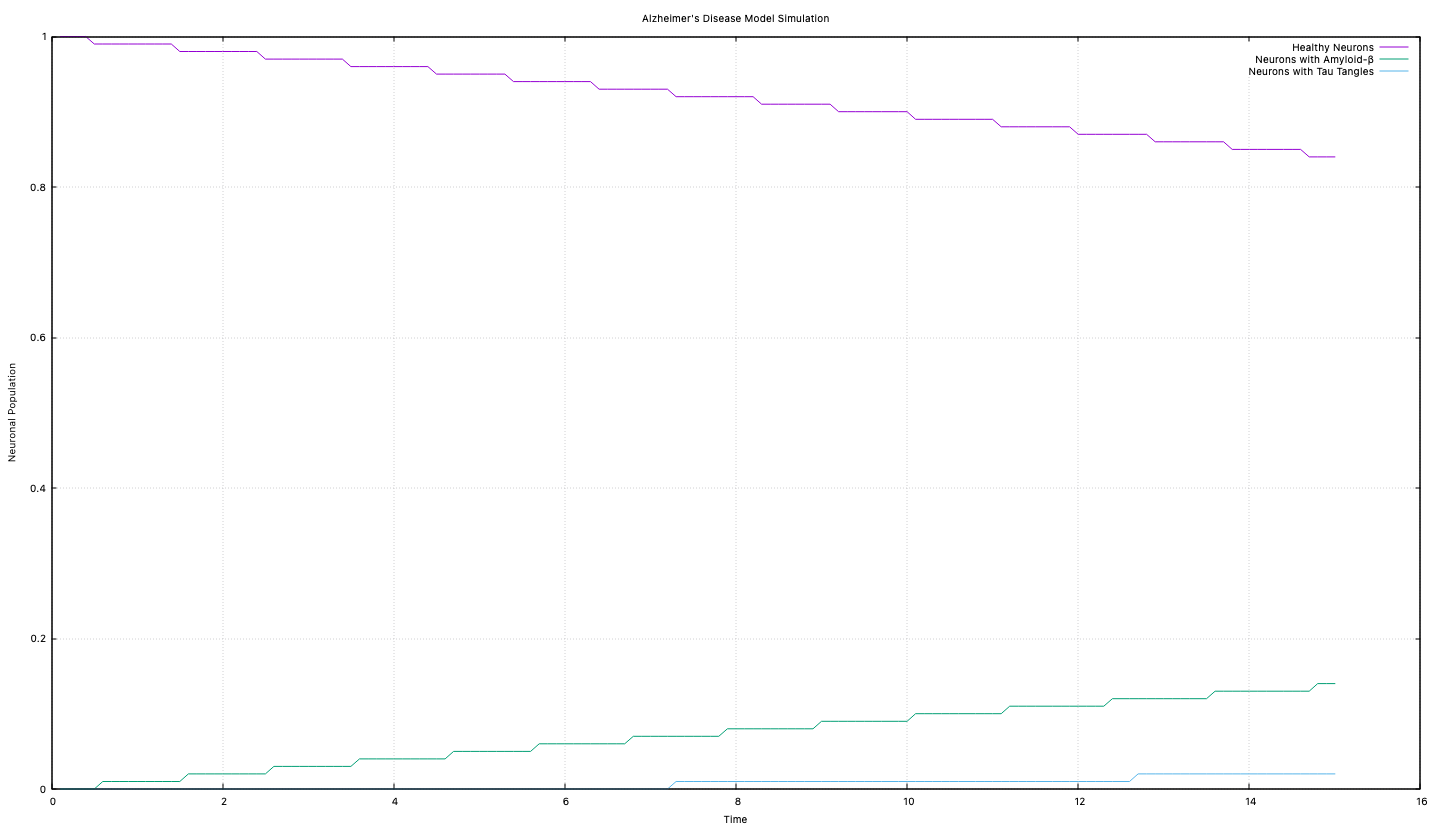 Alzheimer's Disease Model Simulation
Healthy Neurons
Neurons with Amyloid-β
Neurons with Tau Tangles
1
0.8
0.6
0.4
0.2
0
Neuronal Population
0 2 4 6 8 10 12 14 16
Time